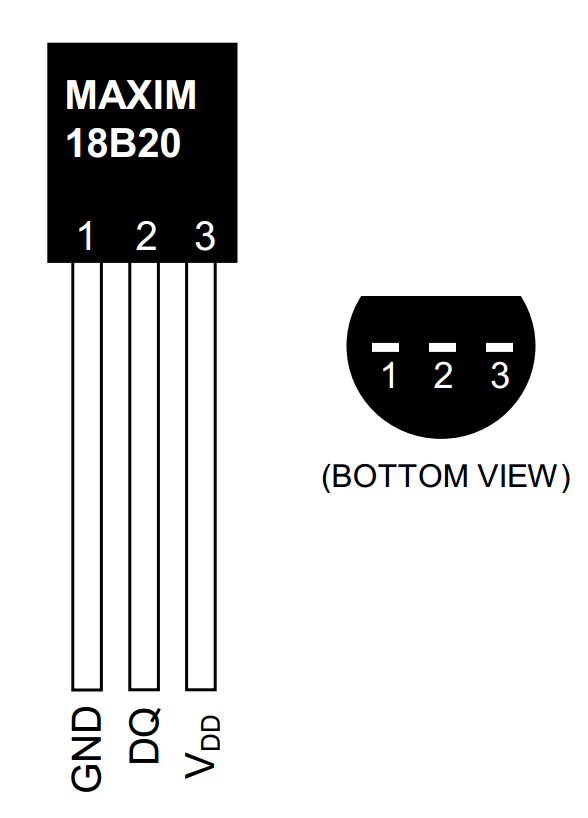 MAXIM
18B20
1 2 3
1 2 3
(BOTTOM VIEW)
GND
DQ
VDD